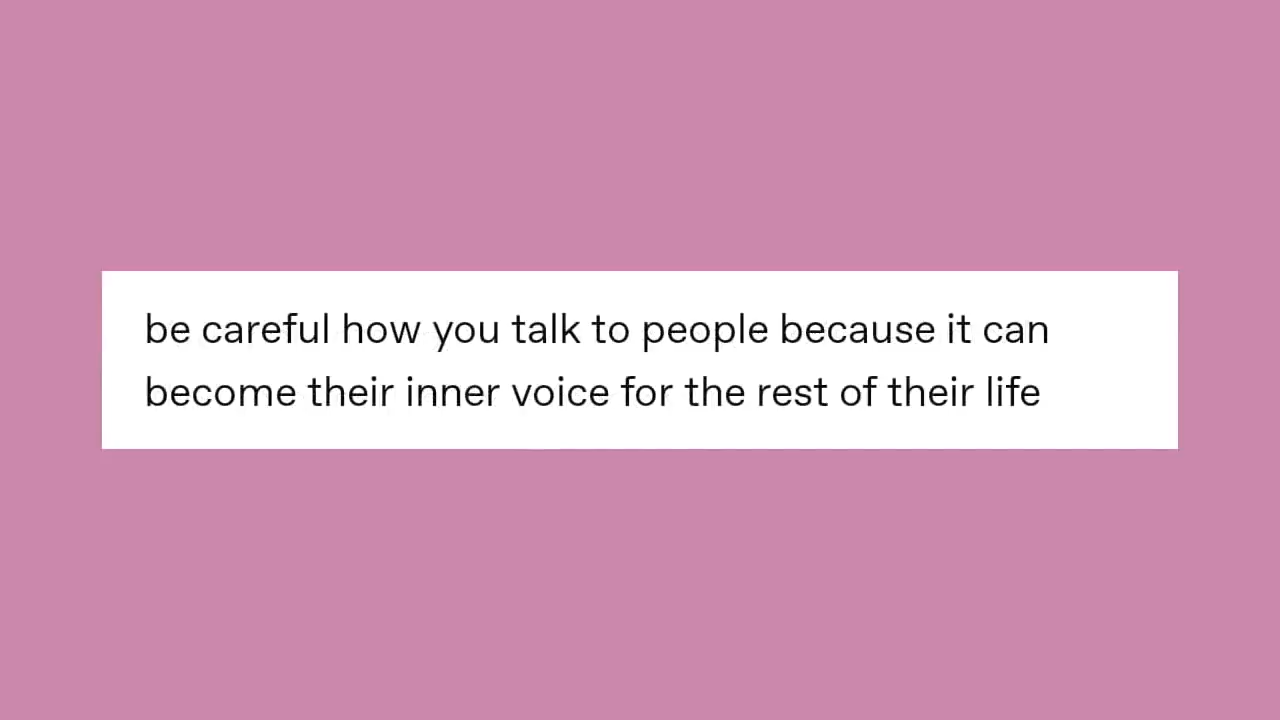 be careful how you talk to people because it can
become their inner voice for the rest of their life